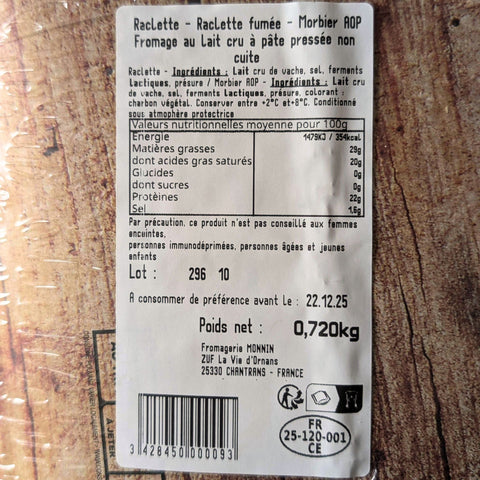 Raclette - Raclette fumée - Morbier AOP
Fromage au Lait cru à pâte pressée non
cuite
Raclette - Ingrédients : Lait cru de vache, sel, ferments
Lactiques, présure / Morbier AOP - Ingrédients : Lait cru
de vache, sel, ferments Lactiques, présure, colorant :
charbon végétal. Conserver entre +2°C et+8°C. Conditionné
sous atmophère protectrice
Valeurs nutritionnelles moyenne pour 100g
Energie 1479KJ / 354kcal
Matières grasses 29g
dont acides gras saturés 20g
Glucides 0g
dont sucres 0g
Protéines 22g
Sel 1,6g
Par précaution, ce produit n'est pas conseillé aux femmes
enceintes,
personnes immunodéprimées, personnes âgées et jeunes
enfants
Lot : 296 10
A consommer de préférence avant Le : 22.12.25
Poids net : 0,720kg
Fromagerie MONNIN
ZUF La Vie d'Ornans
25330 CHANTRANS - FRANCE
FR
25-120-001
CE
3 428450 000093
À JETER